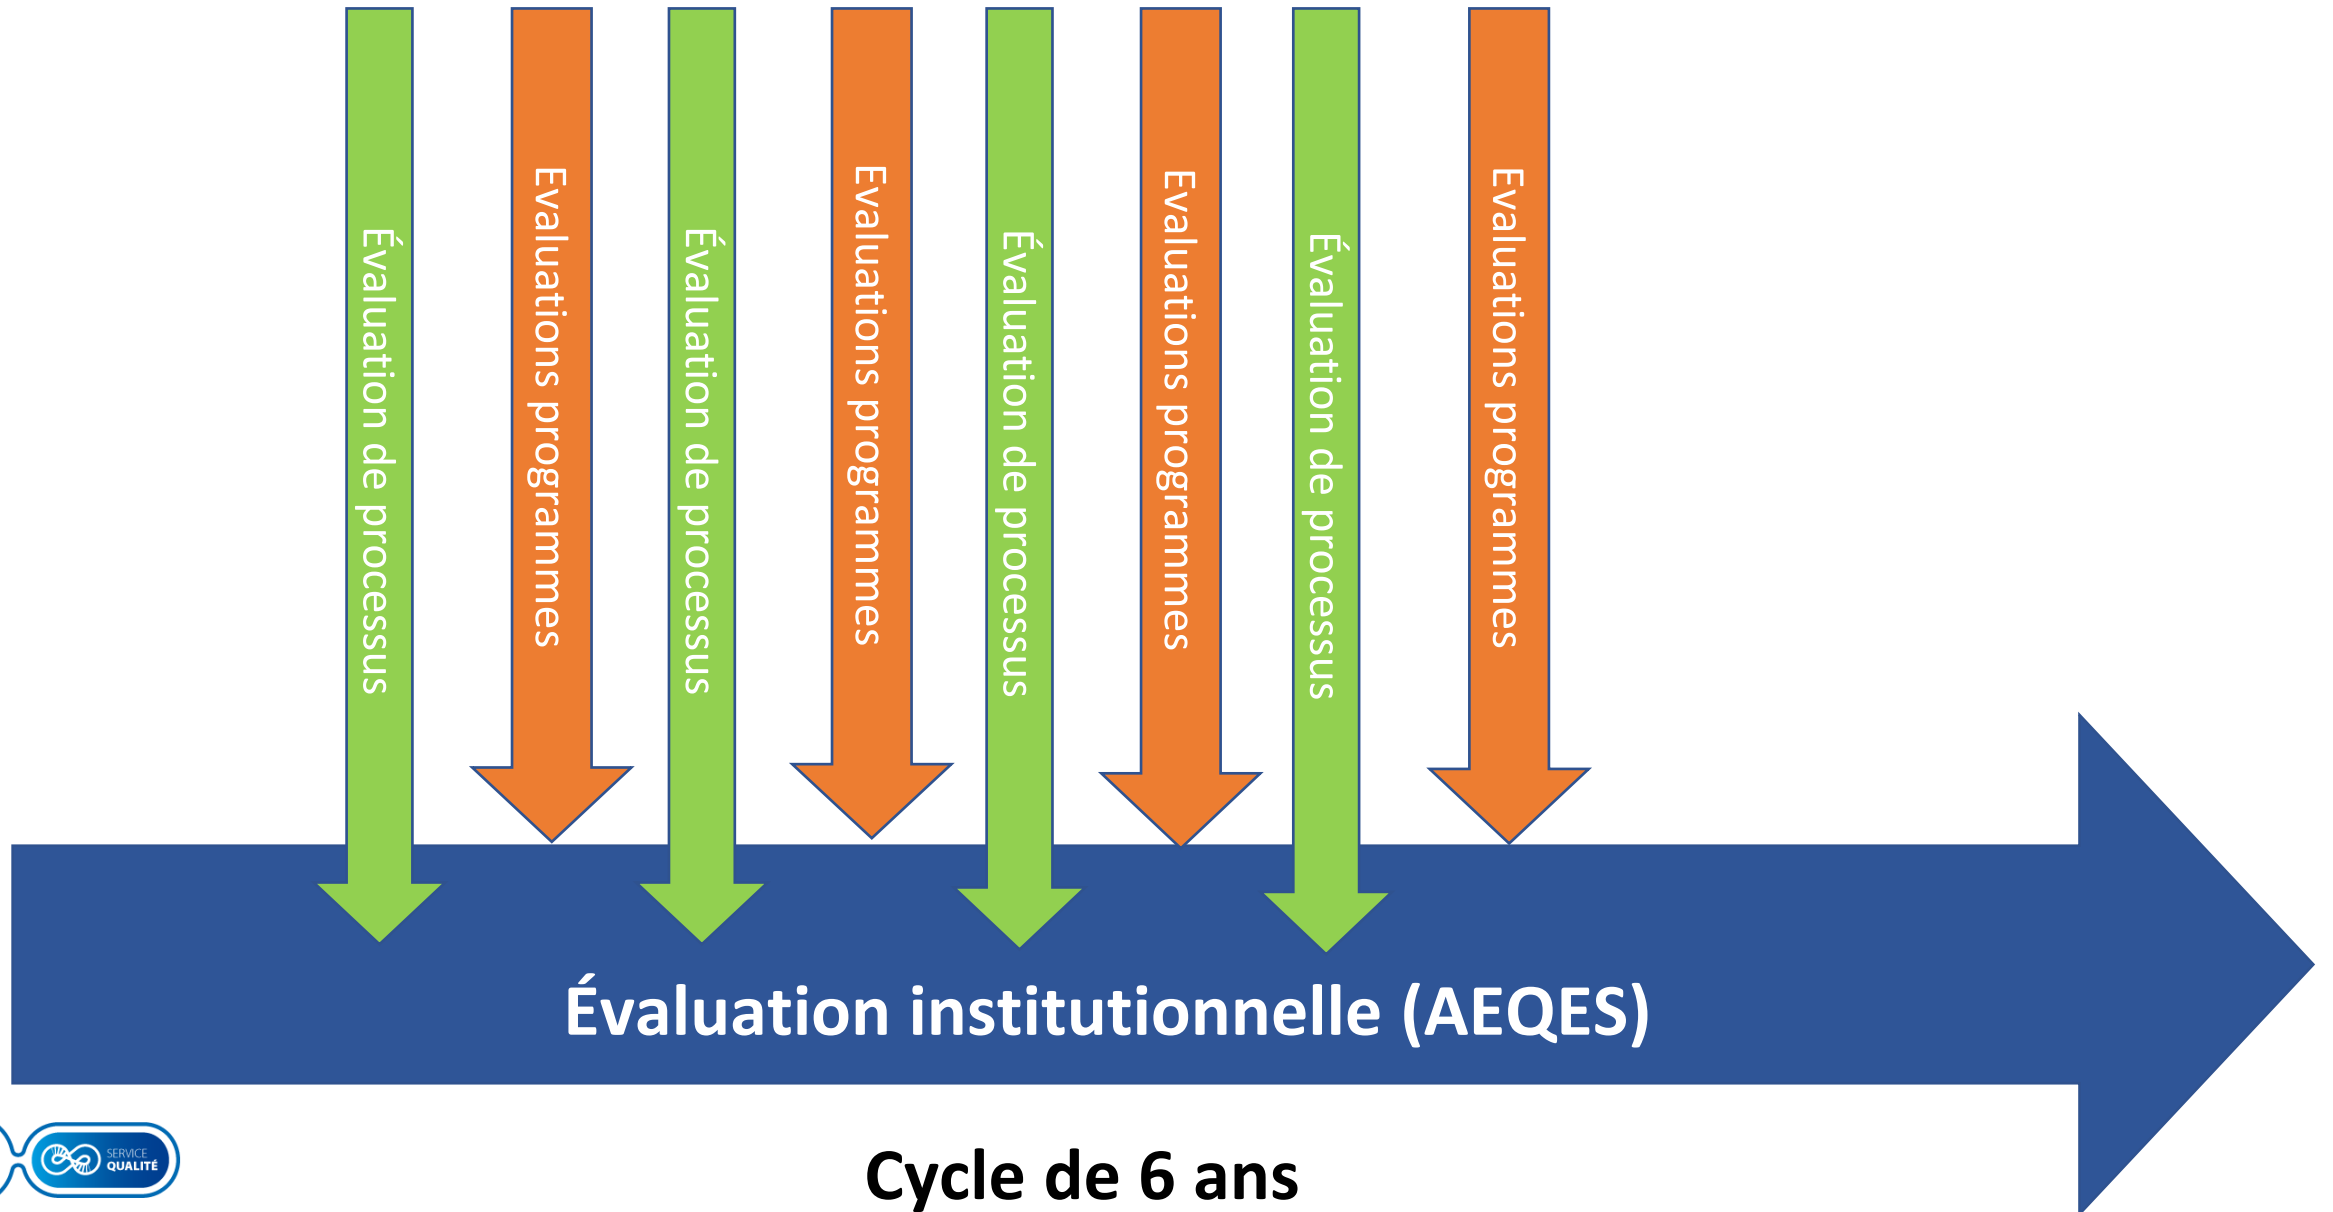 Évaluation de processus
Evaluations programmes
Évaluation de processus
Evaluations programmes
Évaluation de processus
Evaluations programmes
Évaluation de processus
Evaluations programmes
Évaluation institutionnelle (AEQES)
SERVICE
QUALITÉ
Cycle de 6 ans